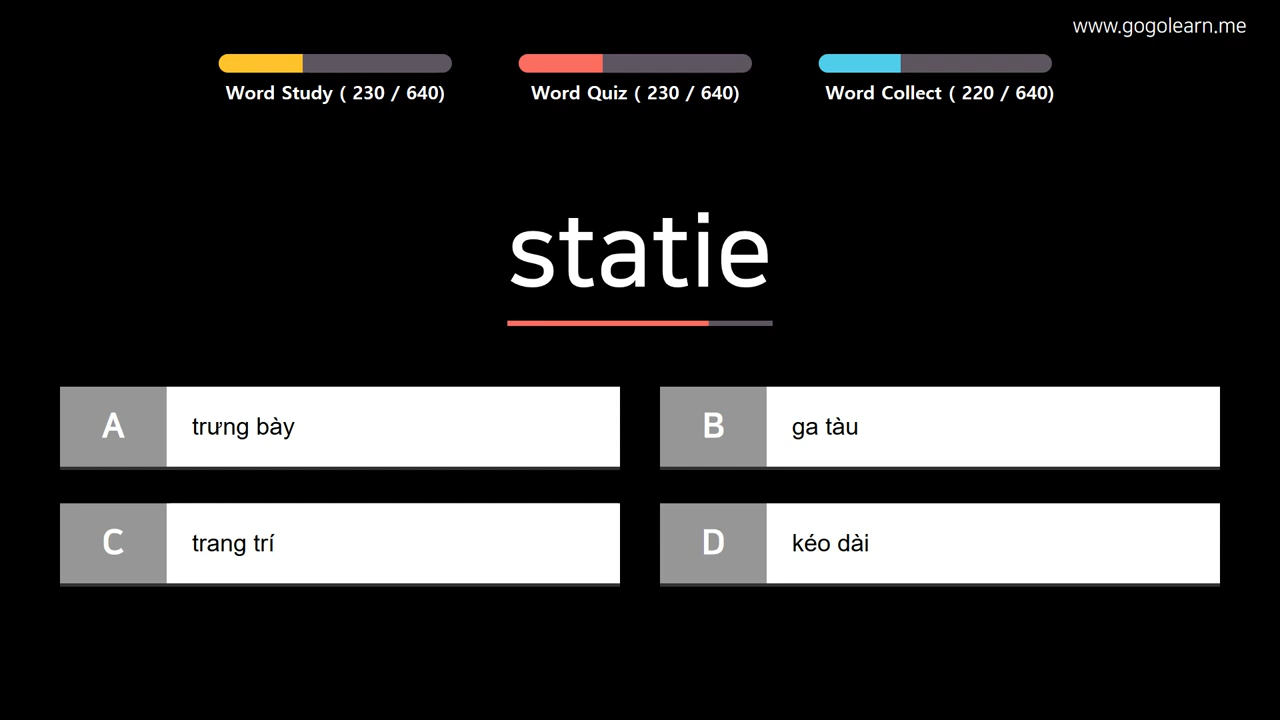 www.gogolearn.me
Word Study ( 230 / 640)
Word Quiz ( 230 / 640)
Word Collect ( 220 / 640)
statie
A trưng bày
B ga tàu
C trang trí
D kéo dài